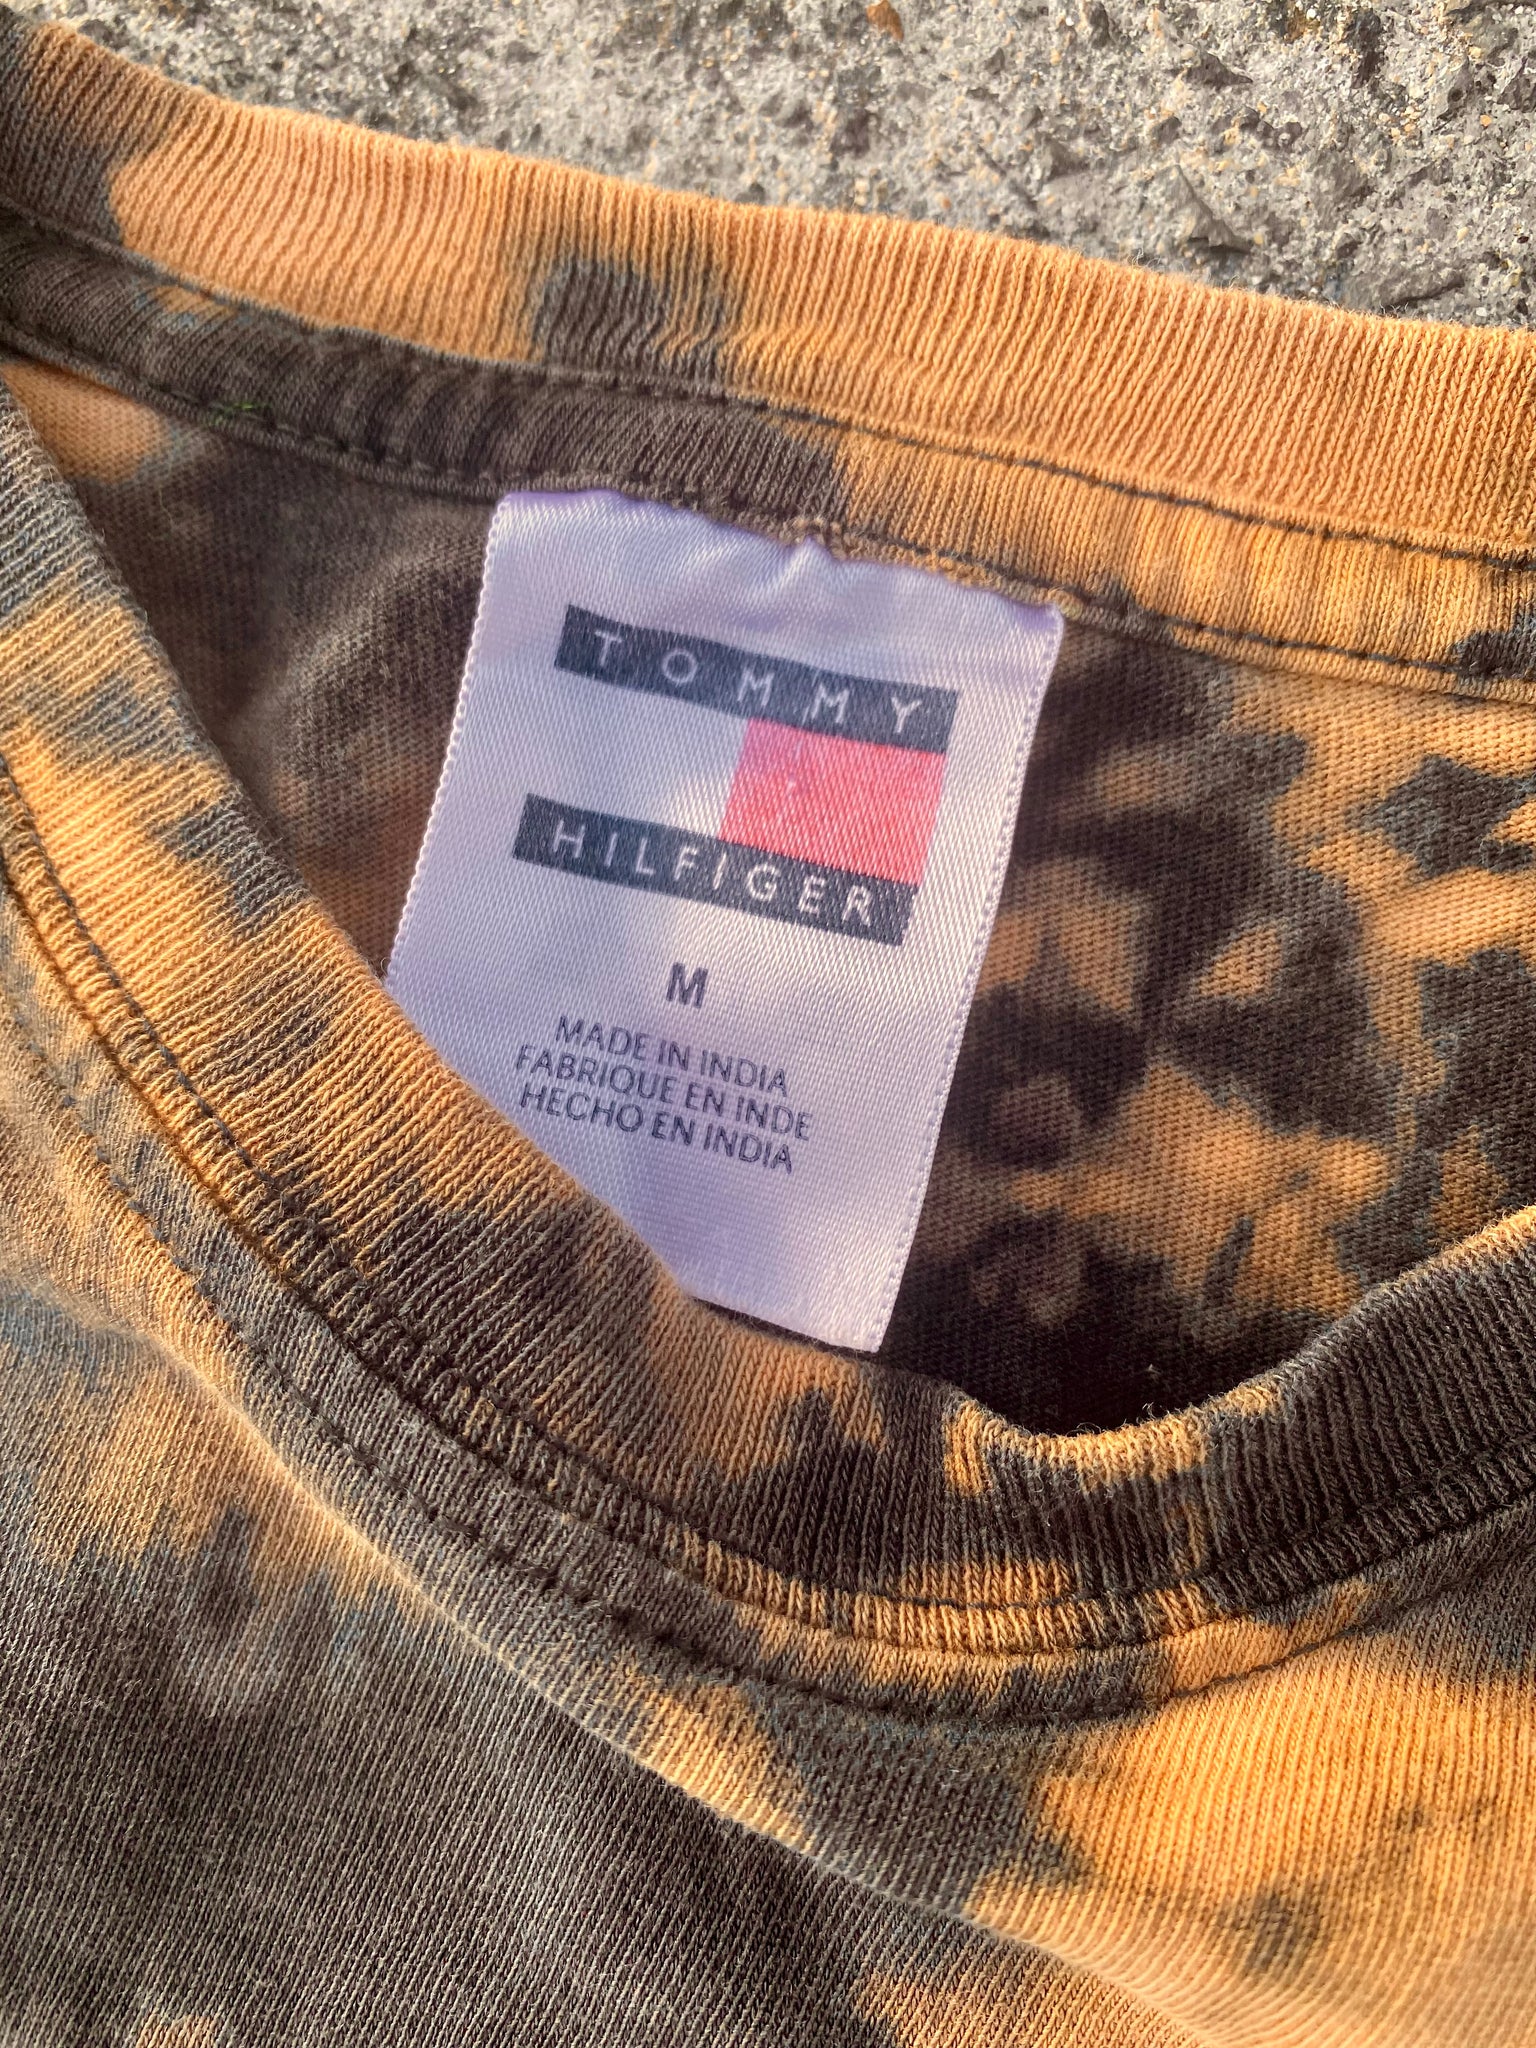 TOMMY
HILFIGER
M
MADE IN INDIA
FABRIQUE EN INDE
HECHO EN INDIA